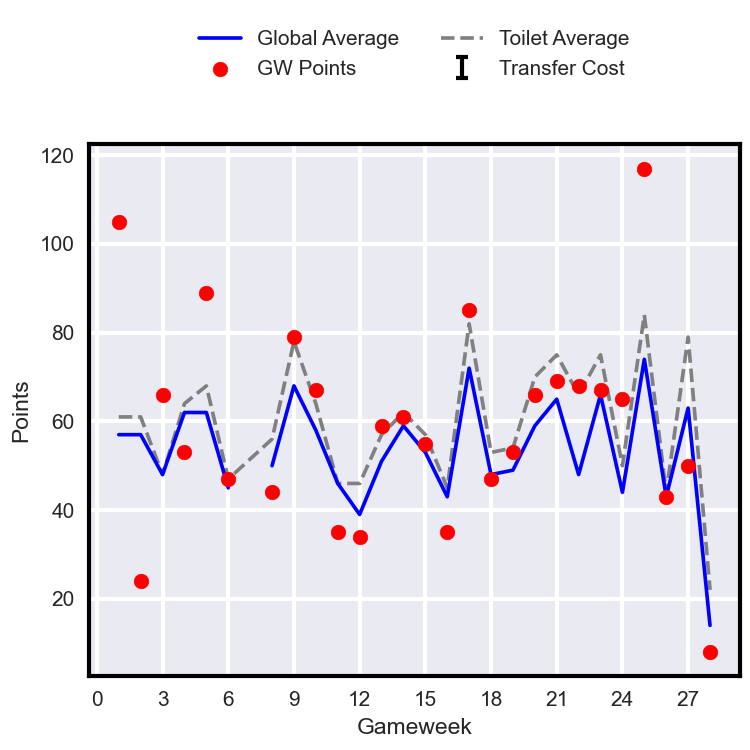 Global Average
Toilet Average
GW Points
Transfer Cost
120
100
80
60
40
20
Points
0 3 6 9 12 15 18 21 24 27
Gameweek